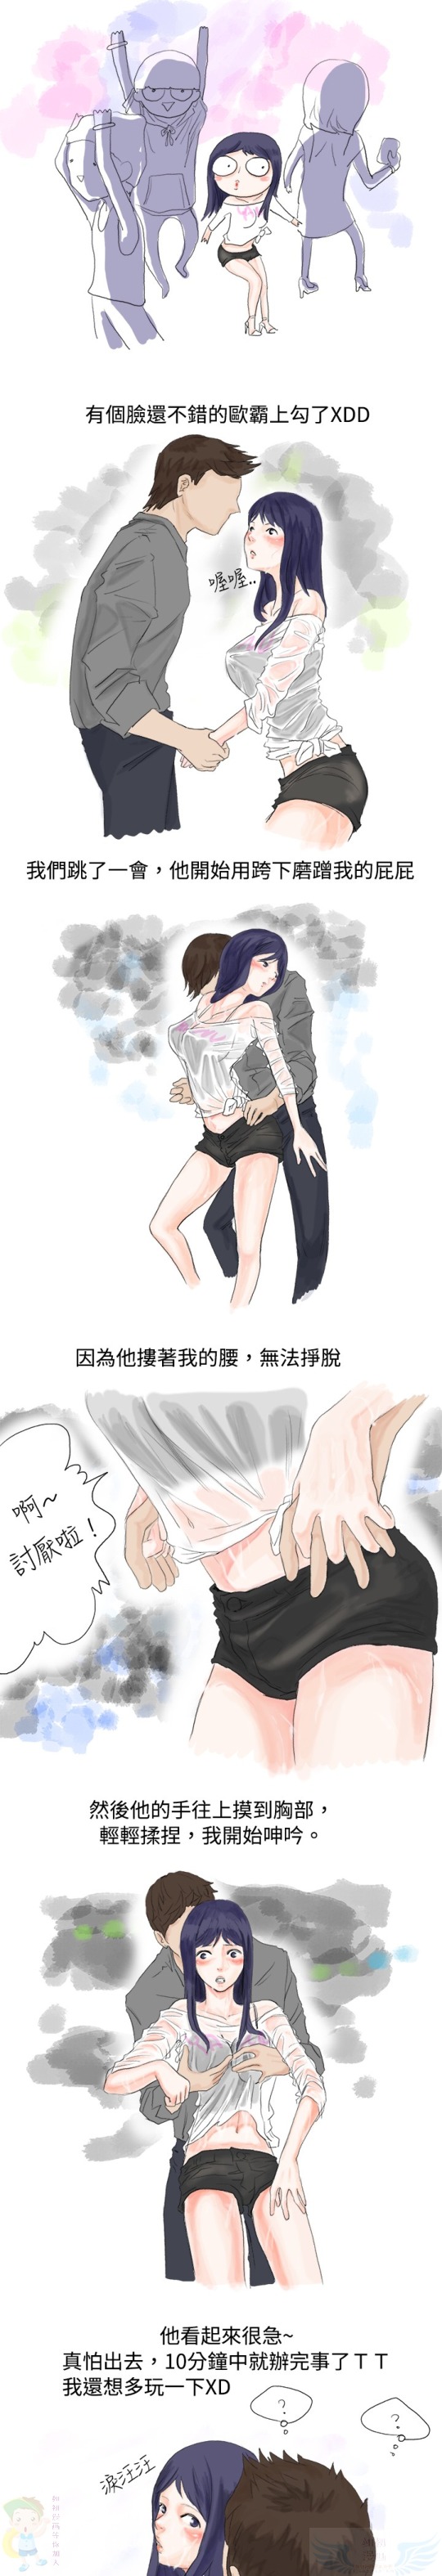 有個臉還不錯的歐霸上勾了XDD
喔喔..
我們跳了一會，他開始用跨下磨蹭我的屁屁
因為他摟著我的腰，無法掙脫
啊~
討厭啦！
然後他的手往上摸到胸部，
輕輕揉捏，我開始呻吟。
他看起來很急~
真怕出去，10分鐘中就辦完事了ＴＴ
我還想多玩一下XD
?
?
淚汪汪